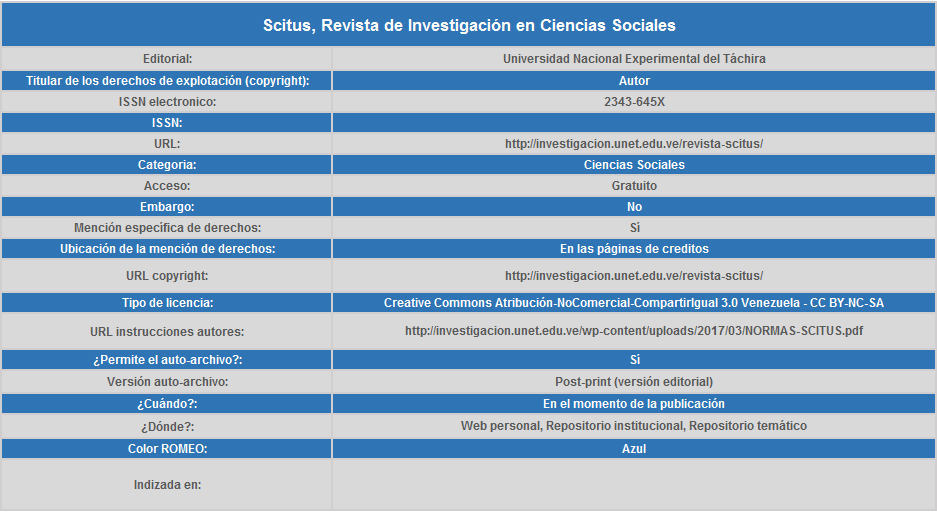 Scitus, Revista de Investigación en Ciencias Sociales
Editorial: Universidad Nacional Experimental del Táchira
Titular de los derechos de explotación (copyright): Autor
ISSN electronico: 2343-645X
ISSN:
URL: http://investigacion.unet.edu.ve/revista-scitus/
Categoria: Ciencias Sociales
Acceso: Gratuito
Embargo: No
Mención específica de derechos: Sí
Ubicación de la mención de derechos: En las páginas de creditos
URL copyright: http://investigacion.unet.edu.ve/revista-scitus/
Tipo de licencia: Creative Commons Atribución-NoComercial-CompartirIgual 3.0 Venezuela - CC BY-NC-SA
URL instrucciones autores: http://investigacion.unet.edu.ve/wp-content/uploads/2017/03/NORMAS-SCITUS.pdf
¿Permite el auto-archivo?: Sí
Versión auto-archivo: Post-print (versión editorial)
¿Cuándo?: En el momento de la publicación
¿Dónde?: Web personal, Repositorio institucional, Repositorio temático
Color ROMEO: Azul
Indizada en: